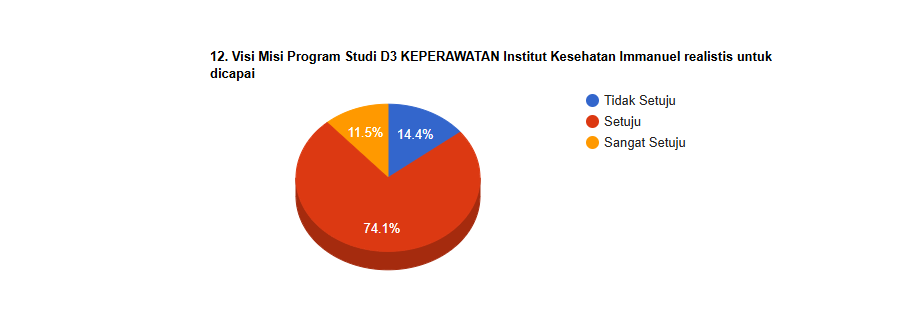 12. Visi Misi Program Studi D3 KEPERAWATAN Institut Kesehatan Immanuel realistis untuk
dicapai
Tidak Setuju
Setuju
Sangat Setuju
11.5%
14.4%
74.1%